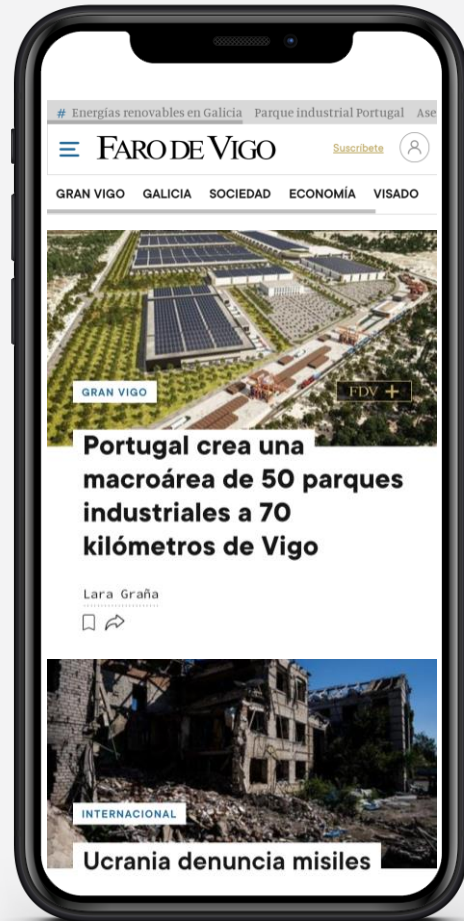 # Energías renovables en Galicia Parque industrial Portugal Ase
FARO DE VIGO Suscríbete
GRAN VIGO GALICIA SOCIEDAD ECONOMÍA VISADO
GRAN VIGO
FDV +
Portugal crea una
macroárea de 50 parques
industriales a 70
kilómetros de Vigo
Lara Graña
INTERNACIONAL
Ucrania denuncia misiles